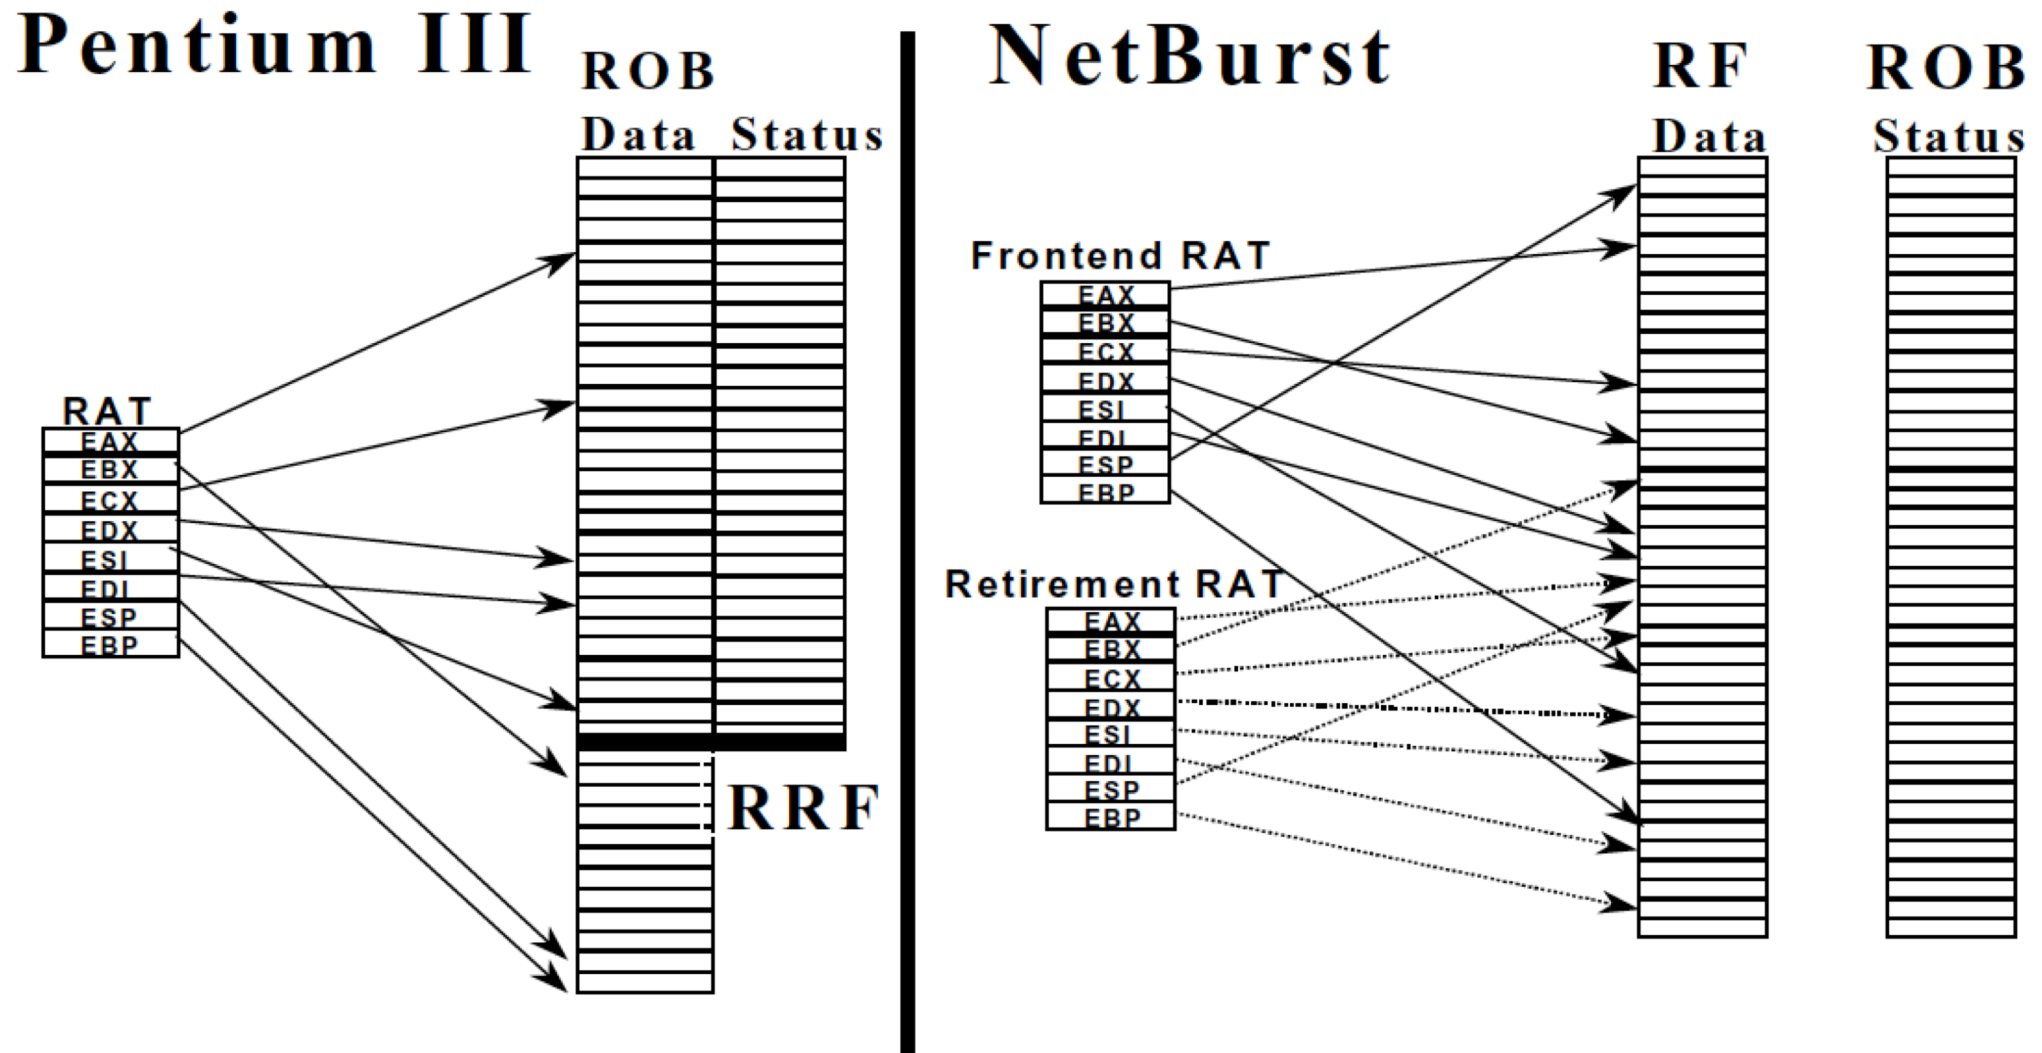 Pentium III
ROB
Data Status
RAT
EAX
EBX
ECX
EDX
ESI
EDI
ESP
EBP
RRF
NetBurst
RF
Data
ROB
Status
Frontend RAT
EAX
EBX
ECX
EDX
ESI
EDI
ESP
EBP
Retirement RAT
EAX
EBX
ECX
EDX
ESI
EDI
ESP
EBP